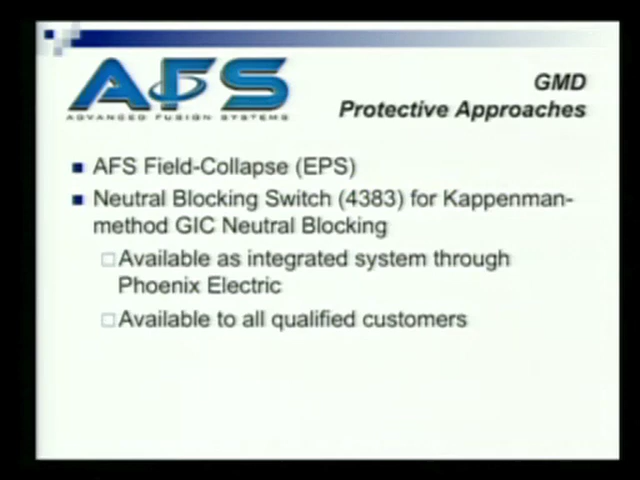 AFS
ADVANCED FUSION SYSTEMS
GMD
Protective Approaches
AFS Field-Collapse (EPS)
Neutral Blocking Switch (4383) for Kappenman-
method GIC Neutral Blocking
Available as integrated system through
Phoenix Electric
Available to all qualified customers